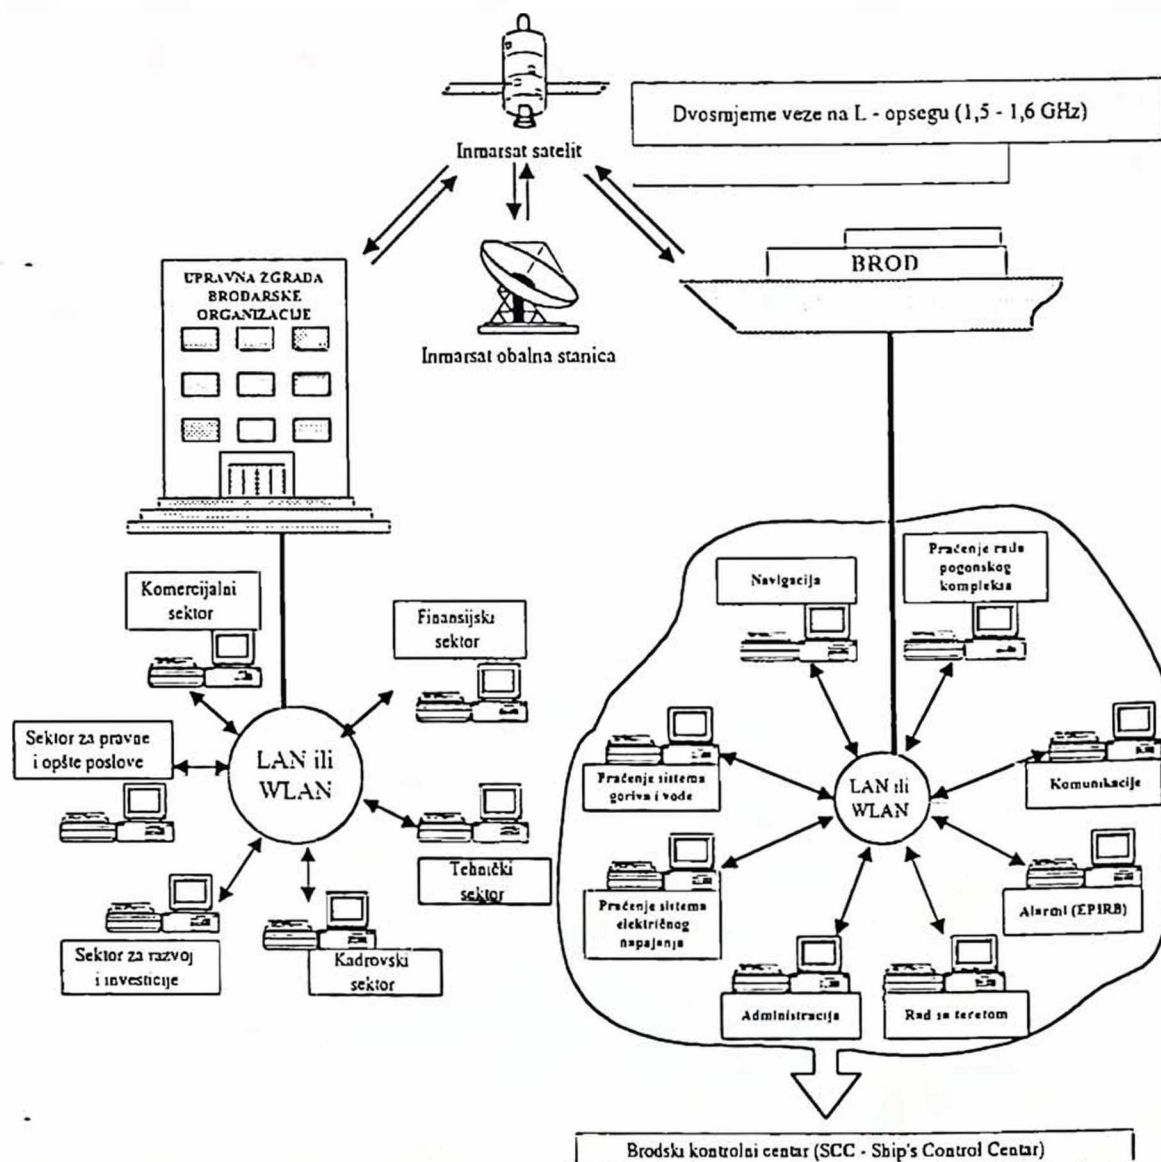 Dvosmjerne veze na L - opsegu (1,5 - 1,6 GHz)
Inmarsat satelit
UPRAVNA ZGRADA
BRODARSKE
ORGANIZACIJE
BROD
Inmarsat obalna stanica
Komercijalni
sektor
Finansijski
sektor
Sektor za pravne
i opšte poslove
LAN ili
WLAN
Tehnički
sektor
Sektor za razvoj
i investicije
Kadrovski
sektor
Navigacija
Praćenje rada
pogonskog
kompleksa
Praćenje sistema
goriva i vode
LAN ili
WLAN
Komunikacije
Praćenje sistema
električnog
napajanja
Alarmi (EPIRB)
Administracija
Rad sa teretom
Brodski kontrolni centar (SCC - Ship's Control Centar)